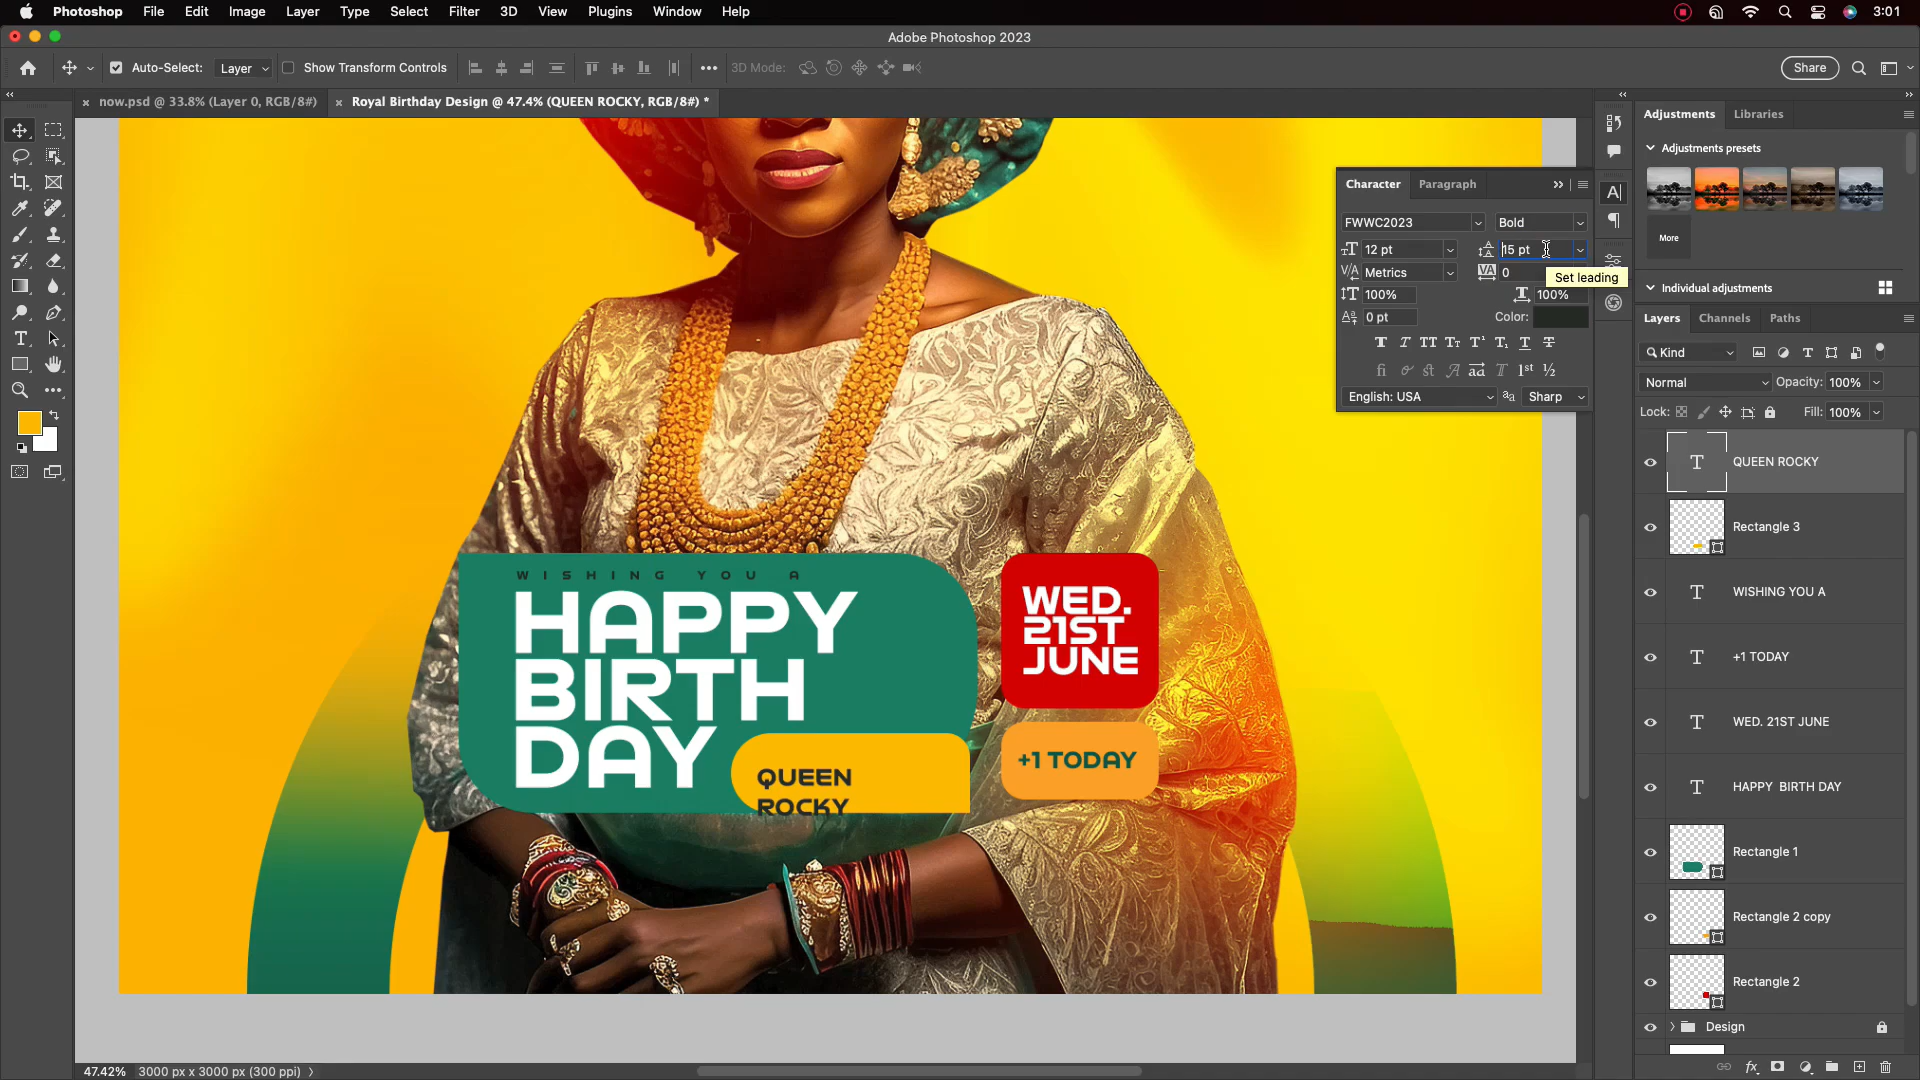 Photoshop File Edit Image Layer Type Select Filter 3D View Plugins Window Help 3:01
Adobe Photoshop 2023
Auto-Select: Layer Show Transform Controls 3D Mode: Share
now.psd @ 33.8% (Layer 0, RGB/8#) Royal Birthday Design @ 47.4% (QUEEN ROCKY, RGB/8#) *
Adjustments Libraries
Adjustments presets
More
Individual adjustments
Character Paragraph
FWWC2023 Bold
12 pt 15 pt
Metrics 0
Set leading
100% 100%
0 pt Color:
English: USA Sharp
Layers Channels Paths
Kind
Normal Opacity: 100%
Lock: Fill: 100%
QUEEN ROCKY
Rectangle 3
WISHING YOU A
+1 TODAY
WED. 21ST JUNE
HAPPY BIRTH DAY
Rectangle 1
Rectangle 2 copy
Rectangle 2
Design
WISHING YOU A
HAPPY
BIRTH
DAY
QUEEN
ROCKY
WED.
21ST
JUNE
+1 TODAY
47.42% 3000 px x 3000 px (300 ppi)